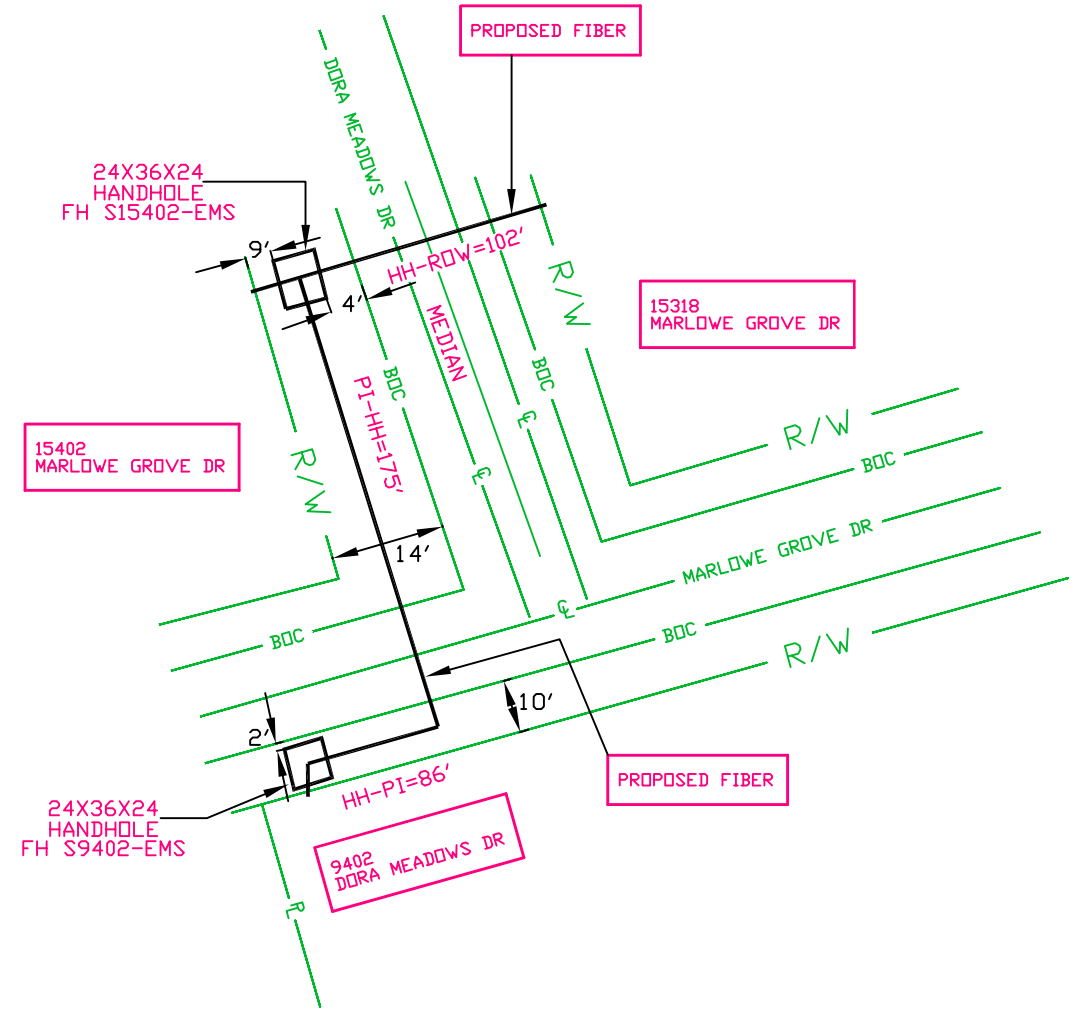 PROPOSED FIBER
DORA MEADOWS DR
24X36X24
HANDHOLE
FH S15402-EMS
9'
HH-ROW=102'
4'
R/W
MEDIAN
15318
MARLOWE GROVE DR
BOC
BOC
PI-HH=175'
℄
℄
R/W
BOC
15402
MARLOWE GROVE DR
R/W
14'
MARLOWE GROVE DR
℄
BOC
BOC
R/W
10'
2'
HH-PI=86'
PROPOSED FIBER
24X36X24
HANDHOLE
FH S9402-EMS
9402
DORA MEADOWS DR
PL